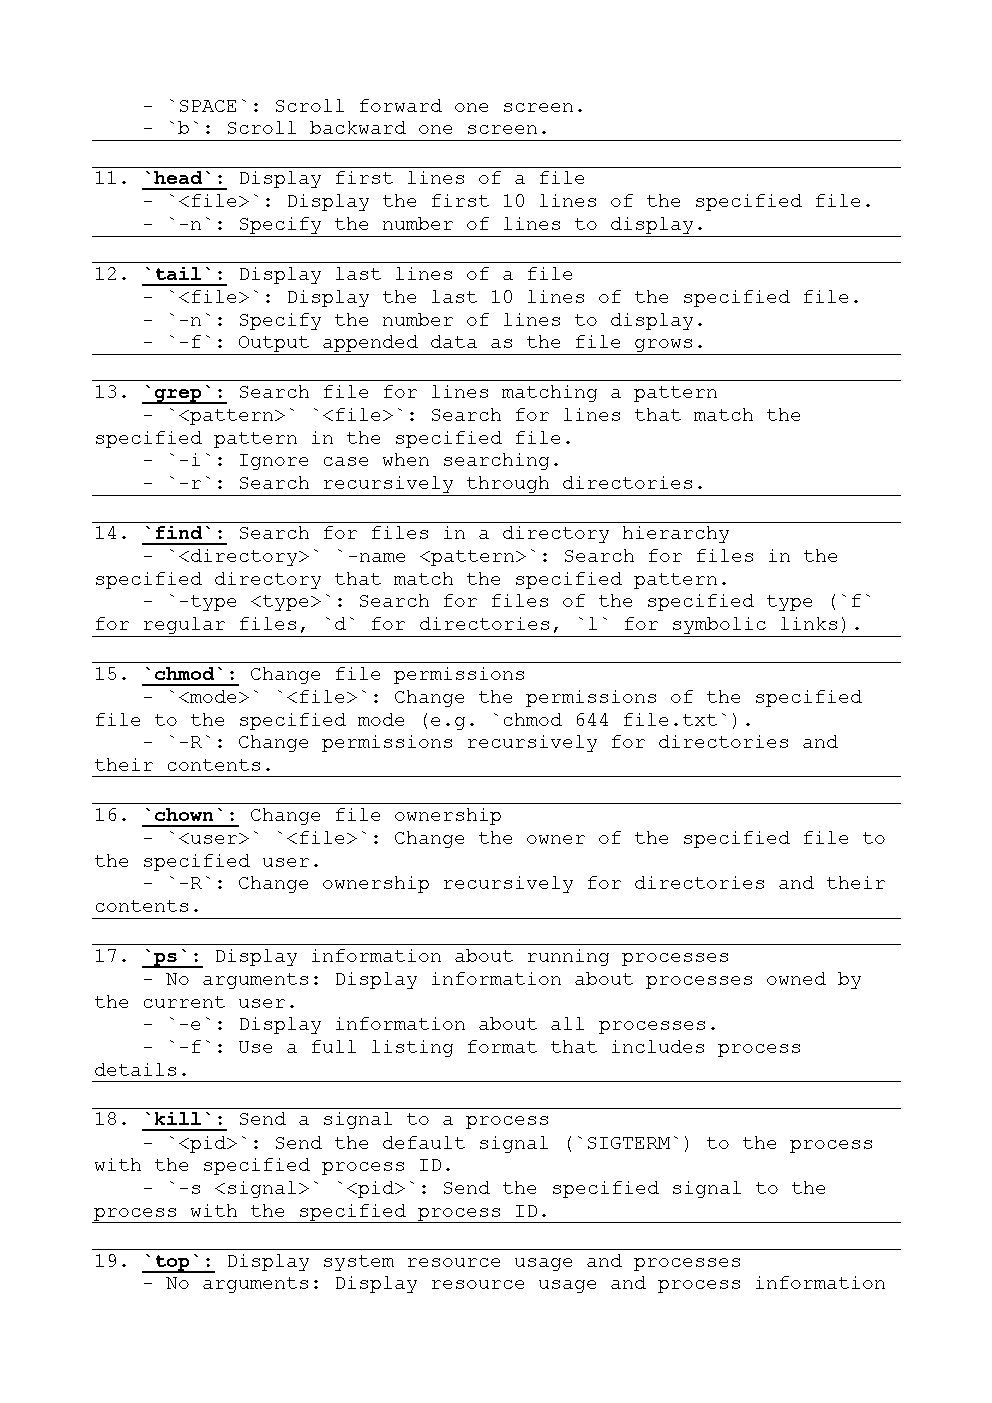 - `SPACE`: Scroll forward one screen.
- `b`: Scroll backward one screen.
11. `head`: Display first lines of a file
- `<file>`: Display the first 10 lines of the specified file.
- `-n`: Specify the number of lines to display.
12. `tail`: Display last lines of a file
- `<file>`: Display the last 10 lines of the specified file.
- `-n`: Specify the number of lines to display.
- `-f`: Output appended data as the file grows.
13. `grep`: Search file for lines matching a pattern
- `<pattern>` `<file>`: Search for lines that match the
specified pattern in the specified file.
- `-i`: Ignore case when searching.
- `-r`: Search recursively through directories.
14. `find`: Search for files in a directory hierarchy
- `<directory>` `-name <pattern>`: Search for files in the
specified directory that match the specified pattern.
- `-type <type>`: Search for files of the specified type (`f`
for regular files, `d` for directories, `l` for symbolic links).
15. `chmod`: Change file permissions
- `<mode>` `<file>`: Change the permissions of the specified
file to the specified mode (e.g. `chmod 644 file.txt`).
- `-R`: Change permissions recursively for directories and
their contents.
16. `chown`: Change file ownership
- `<user>` `<file>`: Change the owner of the specified file to
the specified user.
- `-R`: Change ownership recursively for directories and their
contents.
17. `ps`: Display information about running processes
- No arguments: Display information about processes owned by
the current user.
- `-e`: Display information about all processes.
- `-f`: Use a full listing format that includes process
details.
18. `kill`: Send a signal to a process
- `<pid>`: Send the default signal (`SIGTERM`) to the process
with the specified process ID.
- `-s <signal>` `<pid>`: Send the specified signal to the
process with the specified process ID.
19. `top`: Display system resource usage and processes
- No arguments: Display resource usage and process information